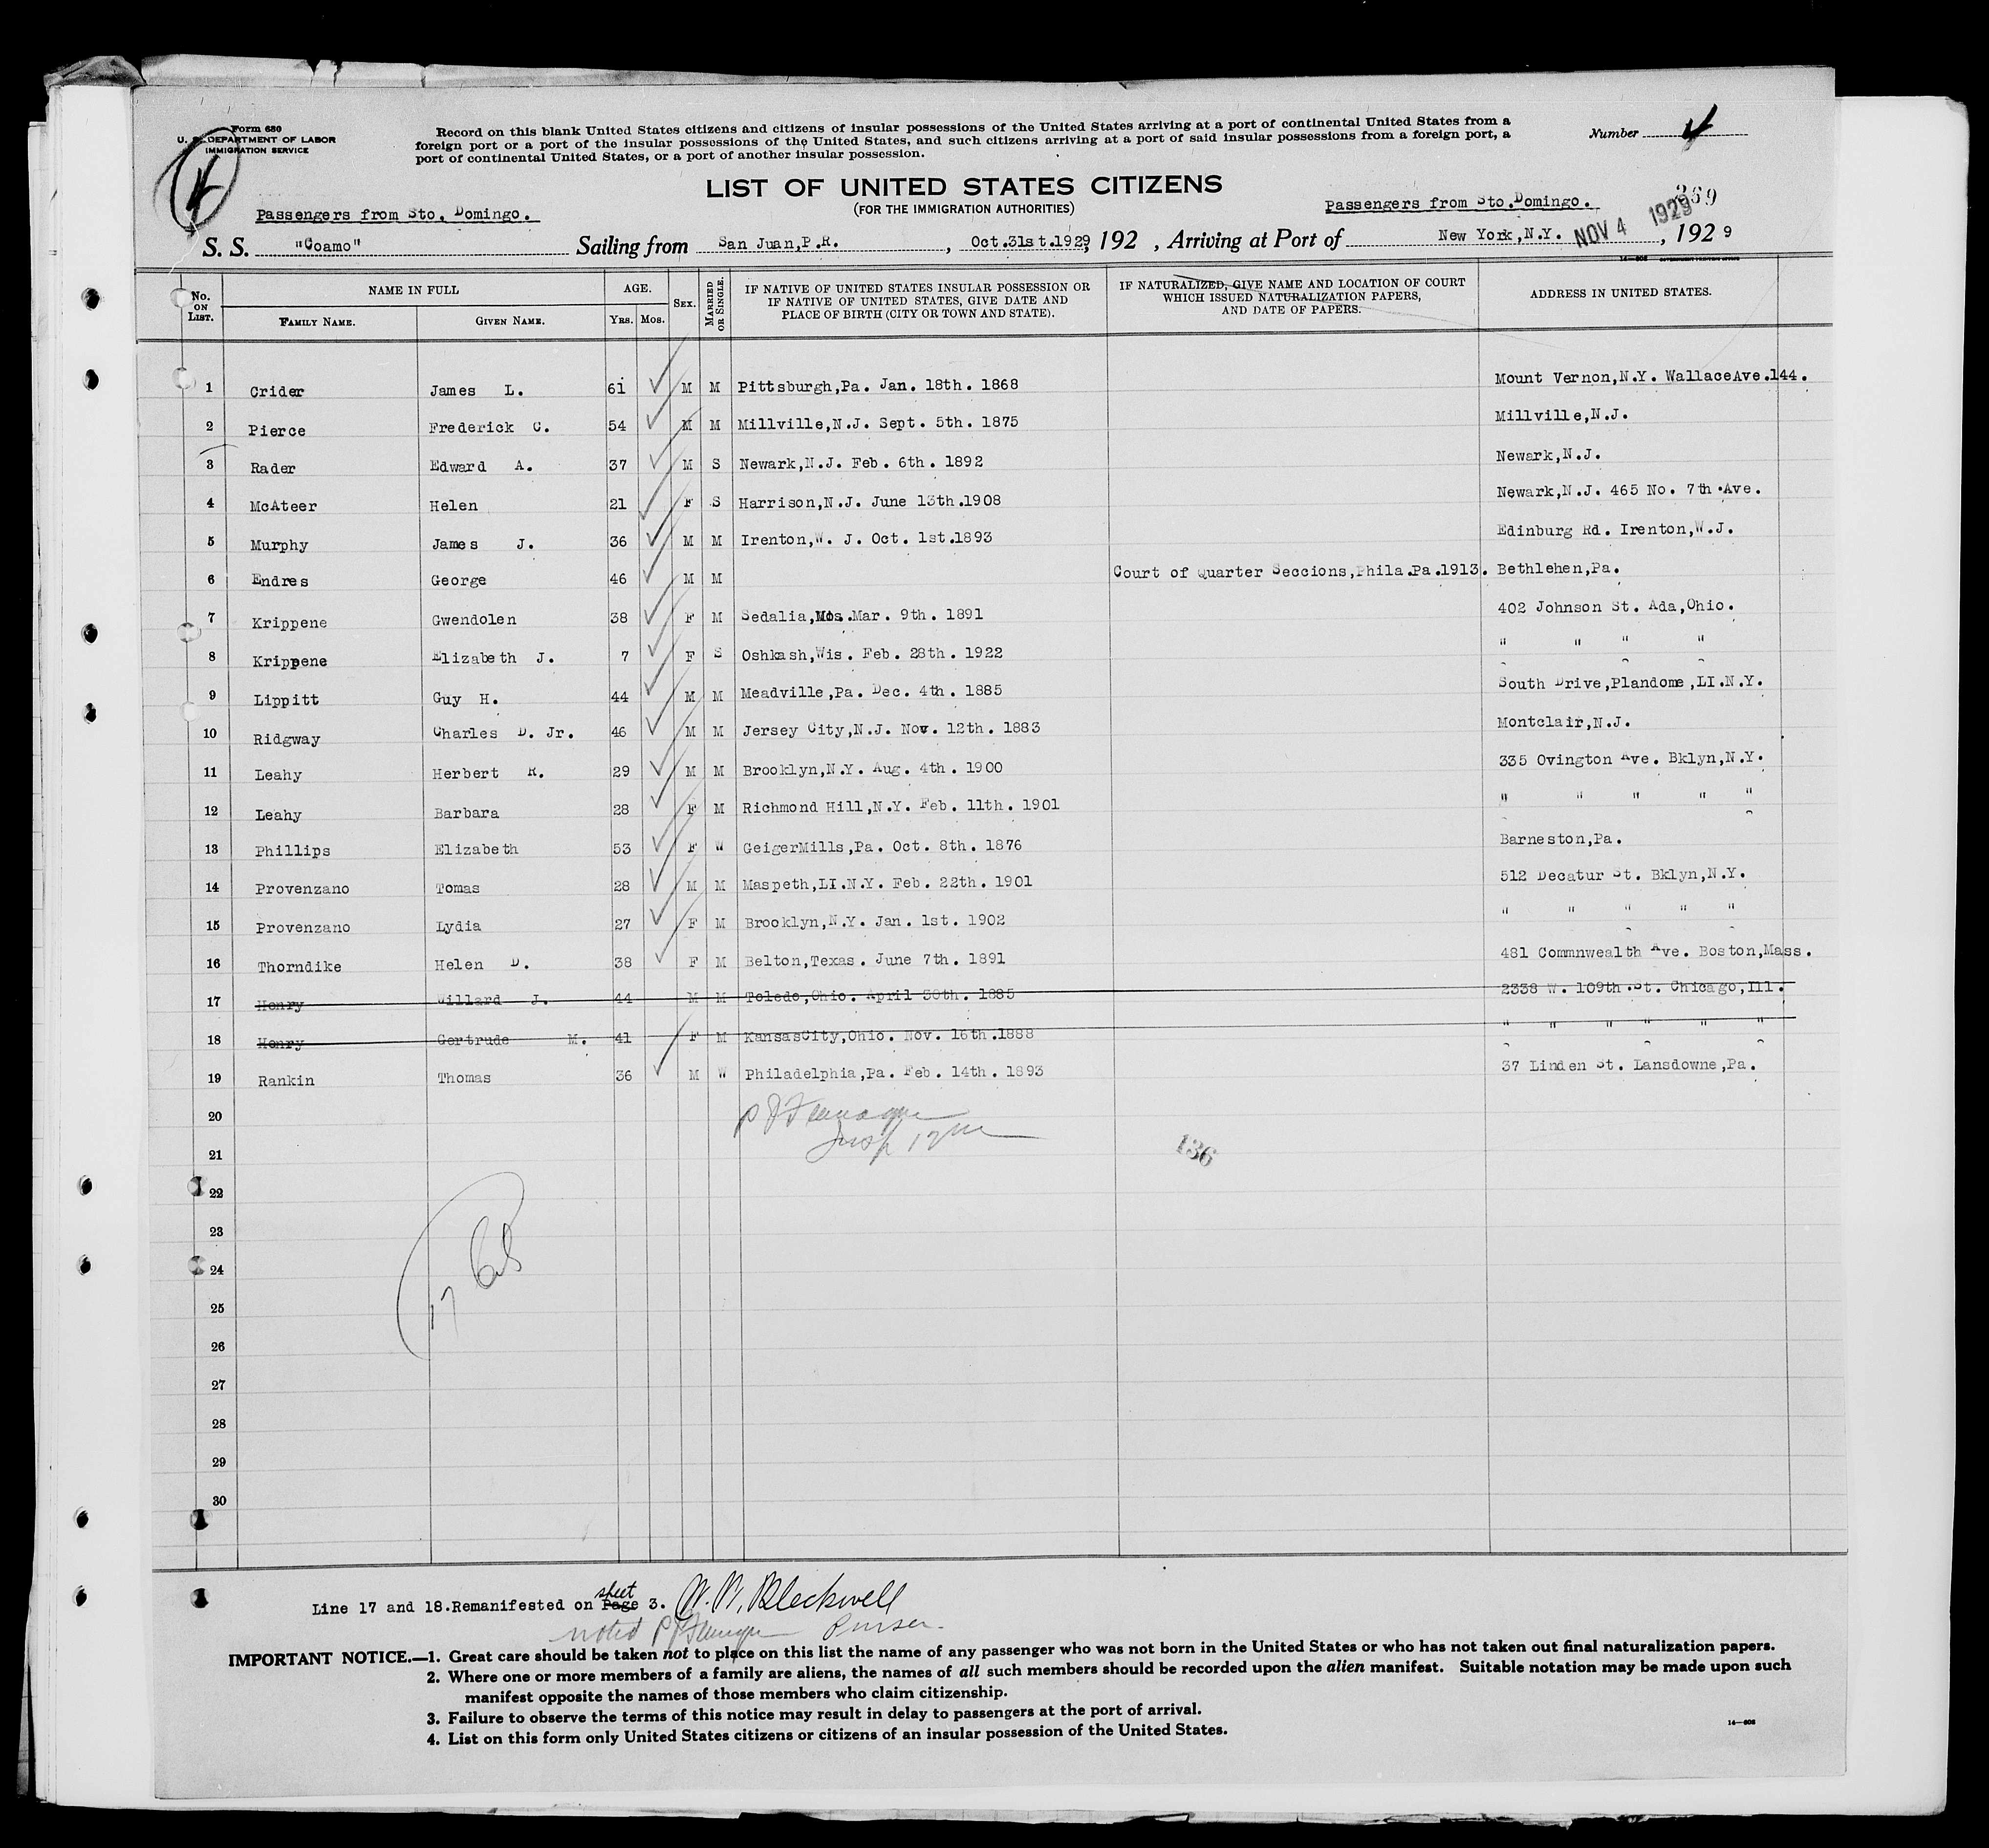 Form 630
U. S. DEPARTMENT OF LABOR
IMMIGRATION SERVICE
4
Record on this blank United States citizens and citizens of insular possessions of the United States arriving at a port of continental United States from a
foreign port or a port of the insular possessions of the United States, and such citizens arriving at a port of said insular possessions from a foreign port, a
port of continental United States, or a port of another insular possession.
Number 4
LIST OF UNITED STATES CITIZENS
(FOR THE IMMIGRATION AUTHORITIES)
Passengers from Sto. Domingo.
Passengers from Sto.Domingo.
369
S. S. "Coamo" Sailing from San Juan,P.R. , Oct.31st.1929, 192 , Arriving at Port of New York,N.Y. NOV 4 1929 , 1929
No. ON LIST.
NAME IN FULL
FAMILY NAME. GIVEN NAME.
AGE.
YRS. MOS.
SEX.
MARRIED OR SINGLE.
IF NATIVE OF UNITED STATES INSULAR POSSESSION OR
IF NATIVE OF UNITED STATES, GIVE DATE AND
PLACE OF BIRTH (CITY OR TOWN AND STATE).
IF NATURALIZED, GIVE NAME AND LOCATION OF COURT
WHICH ISSUED NATURALIZATION PAPERS,
AND DATE OF PAPERS.
ADDRESS IN UNITED STATES.
1 Crider James L. 61 M M Pittsburgh,Pa. Jan. 18th. 1868 Mount Vernon,N.Y. WallaceAve.144.
2 Pierce Frederick C. 54 M M Millville,N.J. Sept. 5th. 1875 Millville,N.J.
3 Rader Edward A. 37 M S Newark,N.J. Feb. 6th. 1892 Newark,N.J.
4 McAteer Helen 21 F S Harrison,N.J. June 13th.1908 Newark,N.J. 465 No. 7th.Ave.
5 Murphy James J. 36 M M Irenton,W. J. Oct. 1st.1893 Edinburg Rd. Irenton,W.J.
6 Endres George 46 M M Court of Quarter Seccions,Phila.Pa.1913. Bethlehen,Pa.
7 Krippene Gwendolen 38 F M Sedalia,Mos.Mar. 9th. 1891 402 Johnson St. Ada,Ohio.
8 Krippene Elizabeth J. 7 F S Oshkash,Wis. Feb. 28th. 1922 " " " "
9 Lippitt Guy H. 44 M M Meadville,Pa. Dec. 4th. 1885 South Drive,Plandome,LI.N.Y.
10 Ridgway Charles D. Jr. 46 M M Jersey City,N.J. Nov. 12th. 1883 Montclair,N.J.
11 Leahy Herbert R. 29 M M Brooklyn,N.Y. Aug. 4th. 1900 335 Ovington Ave. Bklyn,N.Y.
12 Leahy Barbara 28 F M Richmond Hill,N.Y. Feb. 11th. 1901 " " " " "
13 Phillips Elizabeth 53 F W GeigerMills,Pa. Oct. 8th. 1876 Barneston,Pa.
14 Provenzano Tomas 28 M M Maspeth,LI.N.Y. Feb. 22th. 1901 512 Decatur St. Bklyn,N.Y.
15 Provenzano Lydia 27 F M Brooklyn,N.Y. Jan. 1st. 1902 " " " " "
16 Thorndike Helen D. 38 F M Belton,Texas. June 7th. 1891 481 Commnwealth Ave. Boston,Mass.
17 Henry Willard J. 44 M M Toledo,Ohio. April 30th. 1885 2338 W. 109th.St. Chicago,Ill.
18 Henry Gertrude M. 41 F M KansasCity,Ohio. Nov. 16th.1888 " " " " " "
19 Rankin Thomas 36 M W Philadelphia,Pa. Feb. 14th. 1893 37 Linden St. Lansdowne,Pa.
20
Insp
21
136
22
23
24
17
25
26
27
28
29
30
Line 17 and 18.Remanifested on Page sheet 3. W. W. Bleckwell
noted Purser.
IMPORTANT NOTICE.—1. Great care should be taken not to place on this list the name of any passenger who was not born in the United States or who has not taken out final naturalization papers.
2. Where one or more members of a family are aliens, the names of all such members should be recorded upon the alien manifest. Suitable notation may be made upon such
manifest opposite the names of those members who claim citizenship.
3. Failure to observe the terms of this notice may result in delay to passengers at the port of arrival.
4. List on this form only United States citizens or citizens of an insular possession of the United States.